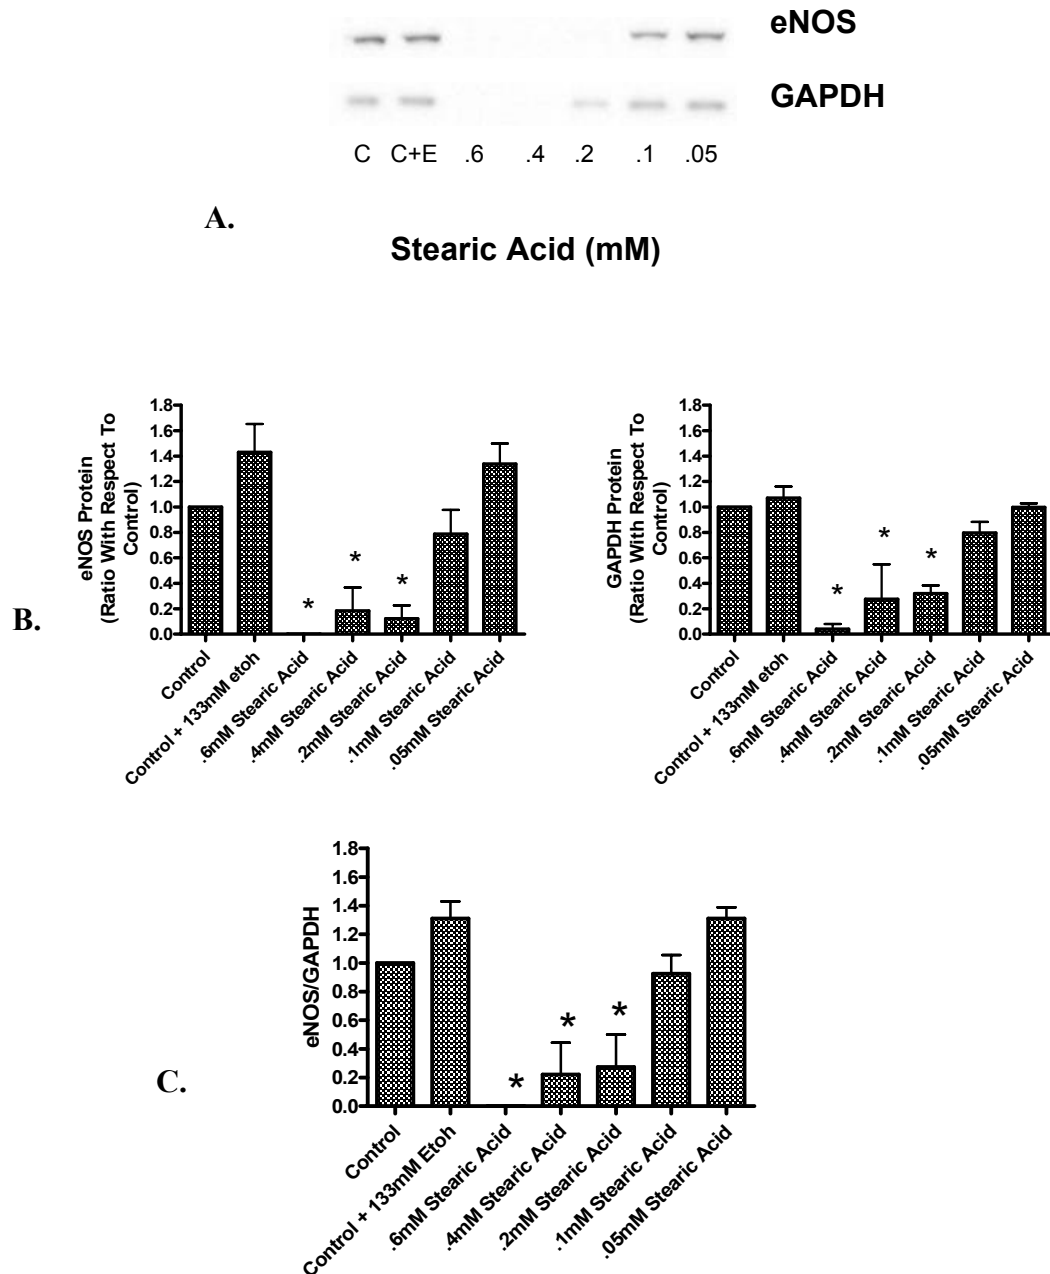 eNOS
GAPDH
C C+E .6 .4 .2 .1 .05
A.
Stearic Acid (mM)
B.
eNOS Protein
(Ratio With Respect To
Control)
1.8
1.6
1.4
1.2
1.0
0.8
0.6
0.4
0.2
0.0
*
*
*
Control
Control + 133mM etoh
.6mM Stearic Acid
.4mM Stearic Acid
.2mM Stearic Acid
.1mM Stearic Acid
.05mM Stearic Acid
GAPDH Protein
(Ratio With Respect To
Control)
1.8
1.6
1.4
1.2
1.0
0.8
0.6
0.4
0.2
0.0
*
*
*
Control
Control + 133mM etoh
.6mM Stearic Acid
.4mM Stearic Acid
.2mM Stearic Acid
.1mM Stearic Acid
.05mM Stearic Acid
C.
eNOS/GAPDH
1.8
1.6
1.4
1.2
1.0
0.8
0.6
0.4
0.2
0.0
*
*
*
Control
Control + 133mM Etoh
.6mM Stearic Acid
.4mM Stearic Acid
.2mM Stearic Acid
.1mM Stearic Acid
.05mM Stearic Acid